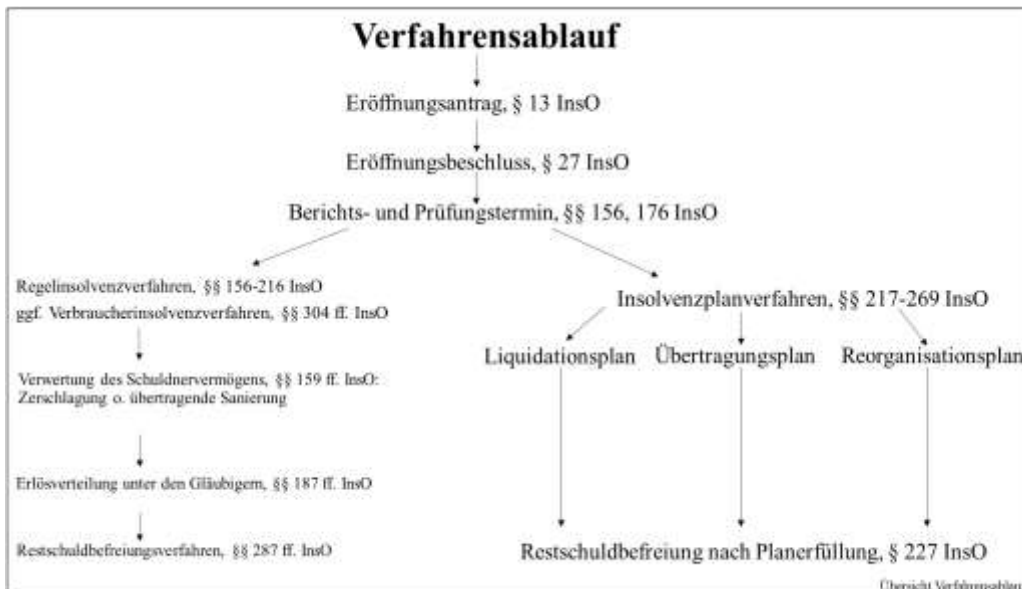 Verfahrensablauf
Eröffnungsantrag, § 13 InsO
Eröffnungsbeschluss, § 27 InsO
Berichts- und Prüfungstermin, §§ 156, 176 InsO
Regelinsolvenzverfahren, §§ 156-216 InsO
ggf. Verbraucherinsolvenzverfahren, §§ 304 ff. InsO
Verwertung des Schuldnervermögens, §§ 159 ff. InsO:
Zerschlagung o. übertragende Sanierung
Erlösverteilung unter den Gläubigern, §§ 187 ff. InsO
Restschuldbefreiungsverfahren, §§ 287 ff. InsO
Insolvenzplanverfahren, §§ 217-269 InsO
Liquidationsplan Übertragungsplan Reorganisationsplan
Restschuldbefreiung nach Planerfüllung, § 227 InsO
Übersicht Verfahrensablauf